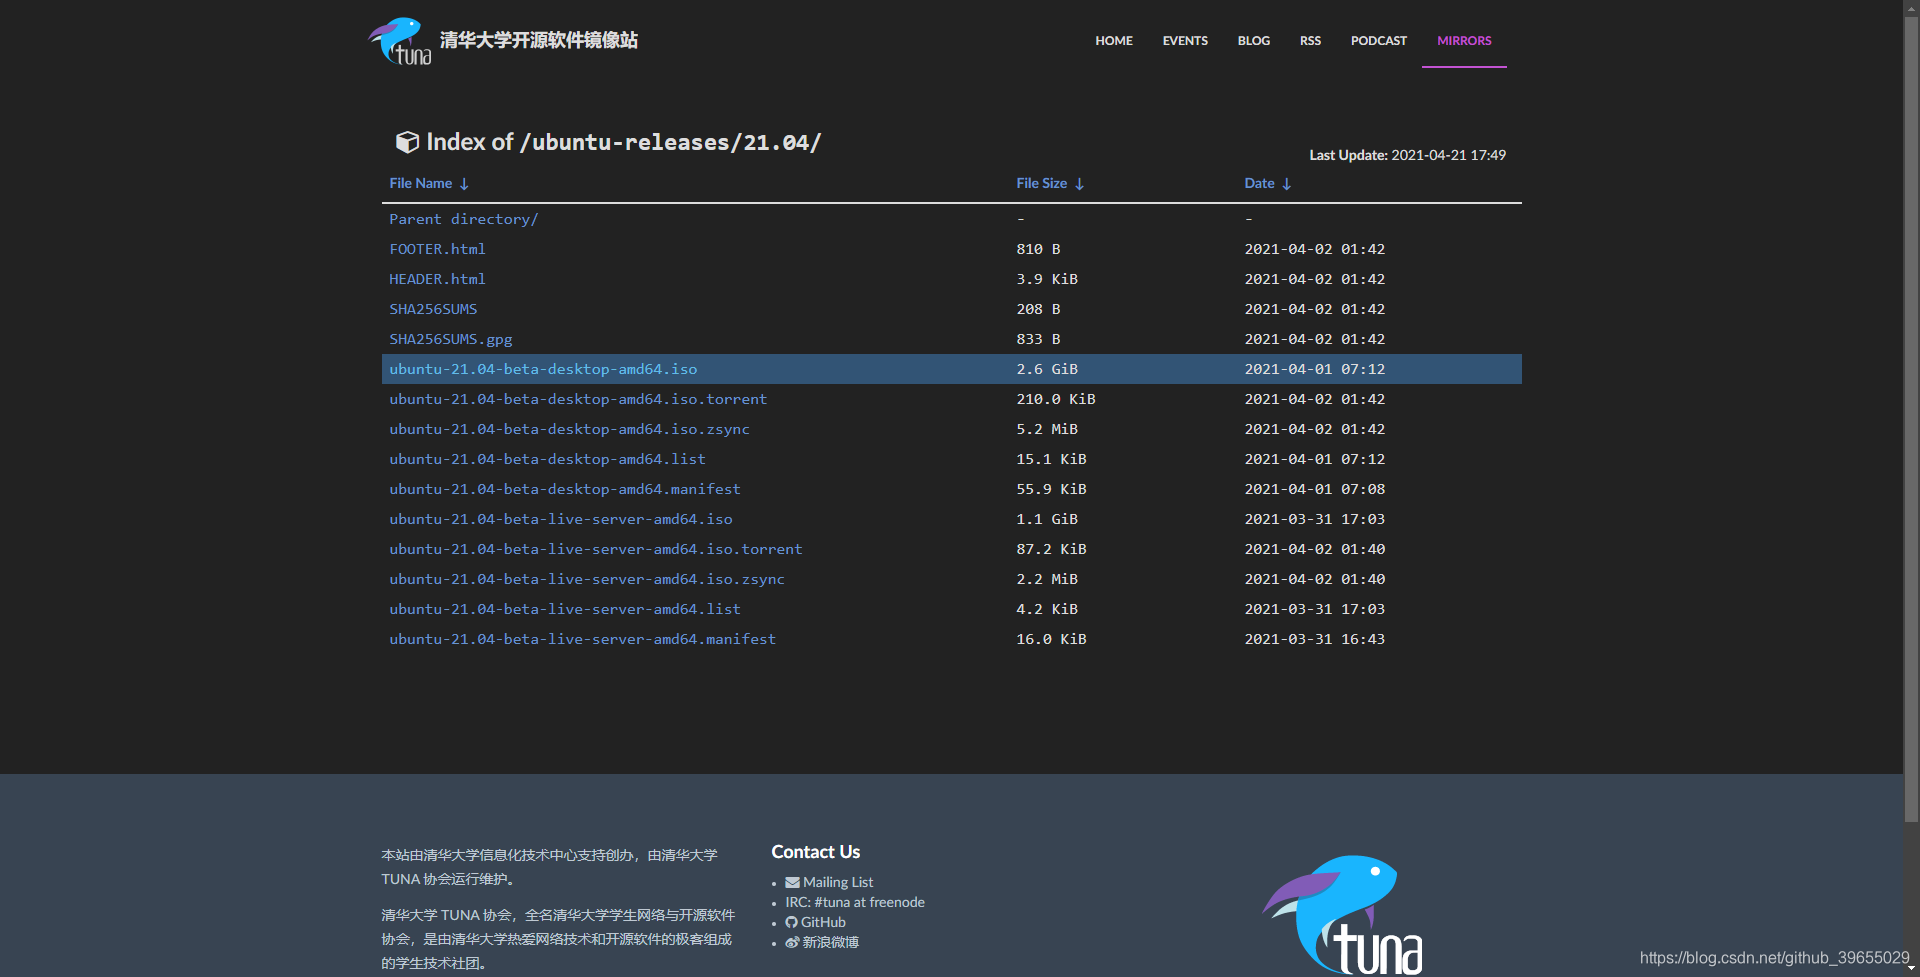 tuna 清华大学开源软件镜像站 HOME EVENTS BLOG RSS PODCAST MIRRORS
Index of /ubuntu-releases/21.04/
Last Update: 2021-04-21 17:49
File Name ↓ File Size ↓ Date ↓
Parent directory/ - -
FOOTER.html 810 B 2021-04-02 01:42
HEADER.html 3.9 KiB 2021-04-02 01:42
SHA256SUMS 208 B 2021-04-02 01:42
SHA256SUMS.gpg 833 B 2021-04-02 01:42
ubuntu-21.04-beta-desktop-amd64.iso 2.6 GiB 2021-04-01 07:12
ubuntu-21.04-beta-desktop-amd64.iso.torrent 210.0 KiB 2021-04-02 01:42
ubuntu-21.04-beta-desktop-amd64.iso.zsync 5.2 MiB 2021-04-02 01:42
ubuntu-21.04-beta-desktop-amd64.list 15.1 KiB 2021-04-01 07:12
ubuntu-21.04-beta-desktop-amd64.manifest 55.9 KiB 2021-04-01 07:08
ubuntu-21.04-beta-live-server-amd64.iso 1.1 GiB 2021-03-31 17:03
ubuntu-21.04-beta-live-server-amd64.iso.torrent 87.2 KiB 2021-04-02 01:40
ubuntu-21.04-beta-live-server-amd64.iso.zsync 2.2 MiB 2021-04-02 01:40
ubuntu-21.04-beta-live-server-amd64.list 4.2 KiB 2021-03-31 17:03
ubuntu-21.04-beta-live-server-amd64.manifest 16.0 KiB 2021-03-31 16:43
本站由清华大学信息化技术中心支持创办，由清华大学
TUNA 协会运行维护。
清华大学 TUNA 协会，全名清华大学学生网络与开源软件
协会，是由清华大学热爱网络技术和开源软件的极客组成
的学生技术社团。
Contact Us
Mailing List
IRC: #tuna at freenode
GitHub
新浪微博
tuna
https://blog.csdn.net/github_39655029